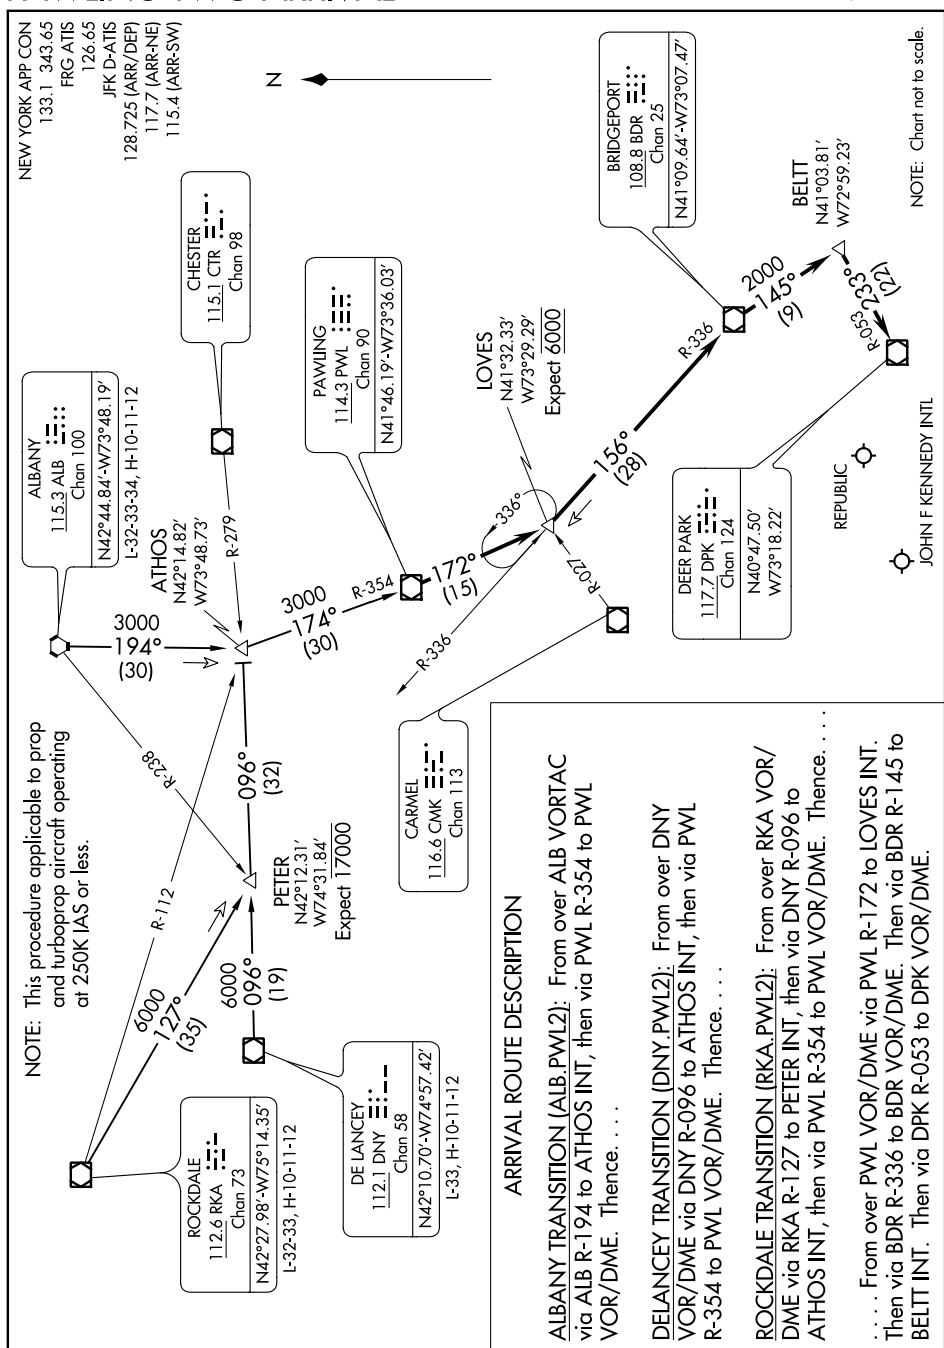 NEW YORK APP CON
133.1 343.65
FRG ATIS
126.65
JFK D-ATIS
128.725 (ARR/DEP)
117.7 (ARR-NE)
115.4 (ARR-SW)
N
NOTE: This procedure applicable to prop
and turboprop aircraft operating
at 250K IAS or less.
ALBANY
115.3 ALB
Chan 100
N42°44.84'-W73°48.19'
L-32-33-34, H-10-11-12
CHESTER
115.1 CTR
Chan 98
R-279
ATHOS
N42°14.82'
W73°48.73'
3000
194°
(30)
R-238
R-112
ROCKDALE
112.6 RKA
Chan 73
N42°27.98'-W75°14.35'
L-32-33, H-10-11-12
6000
127°
(35)
6000
096°
(19)
DE LANCEY
112.1 DNY
Chan 58
N42°10.70'-W74°57.42'
L-33, H-10-11-12
PETER
N42°12.31'
W74°31.84'
Expect 17000
096°
(32)
3000
174°
(30)
R-354
PAWLING
114.3 PWL
Chan 90
N41°46.19'-W73°36.03'
172°
(15)
336°
R-336
LOVES
N41°32.33'
W73°29.29'
Expect 6000
R-027
CARMEL
116.6 CMK
Chan 113
156°
(28)
R-336
BRIDGEPORT
108.8 BDR
Chan 25
N41°09.64'-W73°07.47'
2000
145°
(9)
BELTT
N41°03.81'
W72°59.23'
R-053
233°
(22)
DEER PARK
117.7 DPK
Chan 124
N40°47.50'
W73°18.22'
REPUBLIC
JOHN F KENNEDY INTL
NOTE: Chart not to scale.
ARRIVAL ROUTE DESCRIPTION
ALBANY TRANSITION (ALB.PWL2): From over ALB VORTAC
via ALB R-194 to ATHOS INT, then via PWL R-354 to PWL
VOR/DME. Thence. . . .
DELANCEY TRANSITION (DNY.PWL2): From over DNY
VOR/DME via DNY R-096 to ATHOS INT, then via PWL
R-354 to PWL VOR/DME. Thence. . . .
ROCKDALE TRANSITION (RKA.PWL2): From over RKA VOR/
DME via RKA R-127 to PETER INT, then via DNY R-096 to
ATHOS INT, then via PWL R-354 to PWL VOR/DME. Thence. . . .
. . . . From over PWL VOR/DME via PWL R-172 to LOVES INT.
Then via BDR R-336 to BDR VOR/DME. Then via BDR R-145 to
BELTT INT. Then via DPK R-053 to DPK VOR/DME.